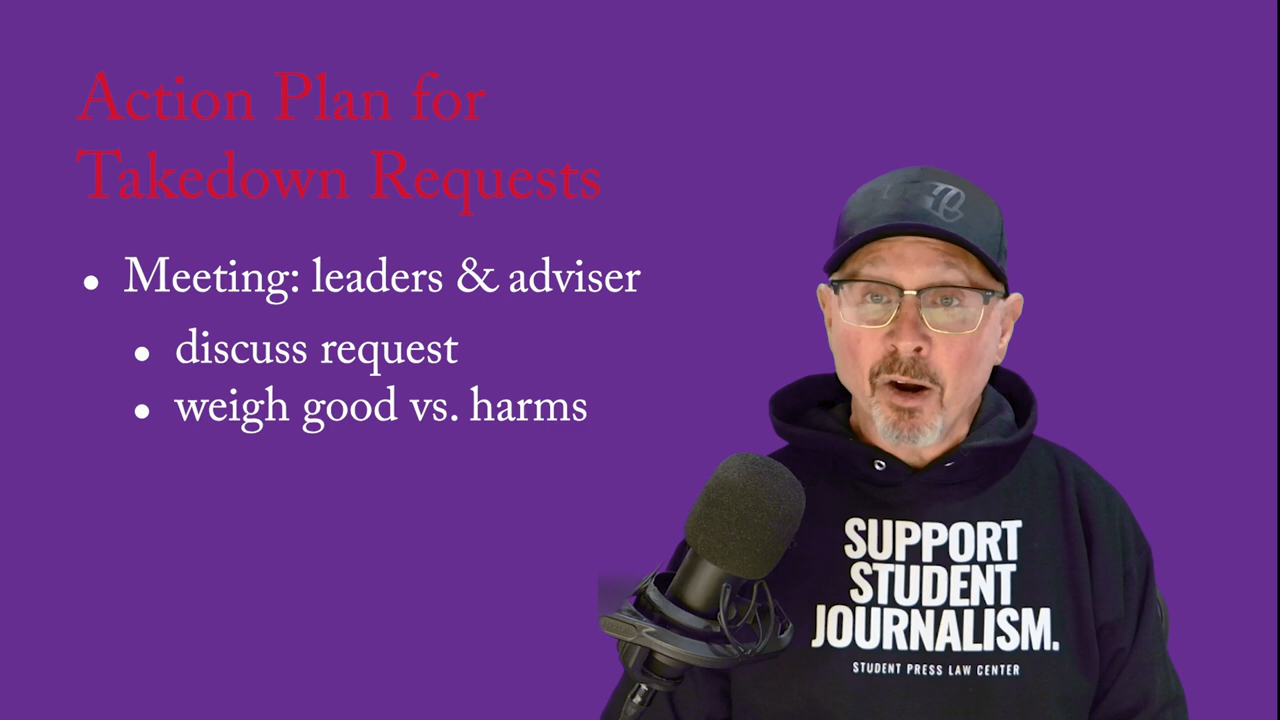 Action Plan for
Takedown Requests
• Meeting: leaders & adviser
• discuss request
• weigh good vs. harms
SUPPORT
STUDENT
JOURNALISM.
STUDENT PRESS LAW CENTER